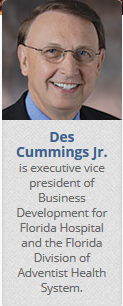 Des
Cummings Jr.
is executive vice
president of
Business
Development for
Florida Hospital
and the Florida
Division of
Adventist Health
System.